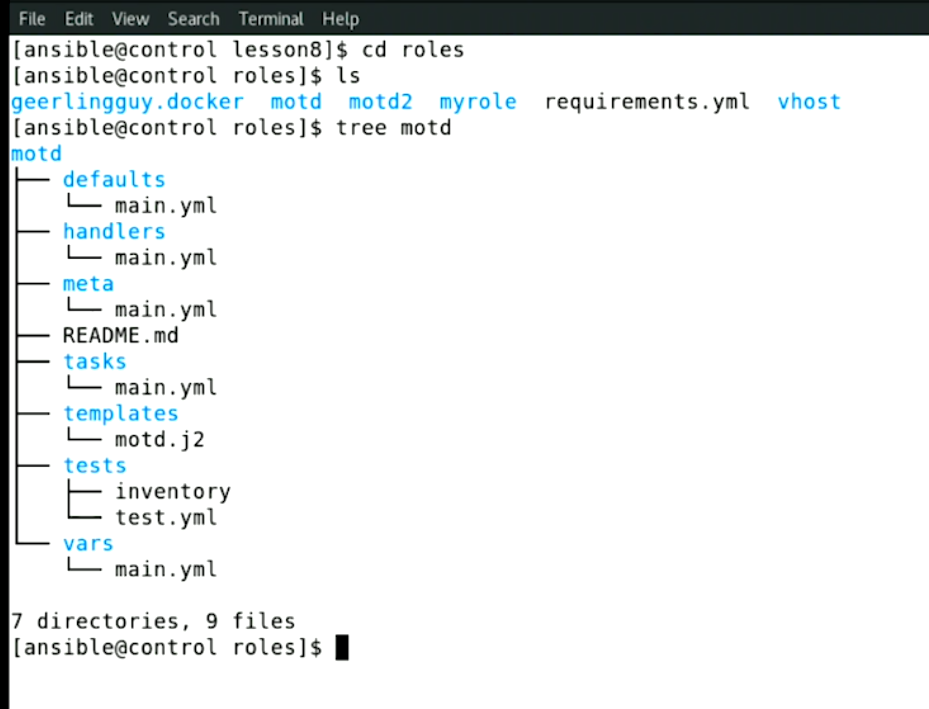 File Edit View Search Terminal Help
[ansible@control lesson8]$ cd roles
[ansible@control roles]$ ls
geerlingguy.docker  motd  motd2  myrole  requirements.yml  vhost
[ansible@control roles]$ tree motd
motd
├── defaults
│   └── main.yml
├── handlers
│   └── main.yml
├── meta
│   └── main.yml
├── README.md
├── tasks
│   └── main.yml
├── templates
│   └── motd.j2
├── tests
│   ├── inventory
│   └── test.yml
└── vars
    └── main.yml
7 directories, 9 files
[ansible@control roles]$